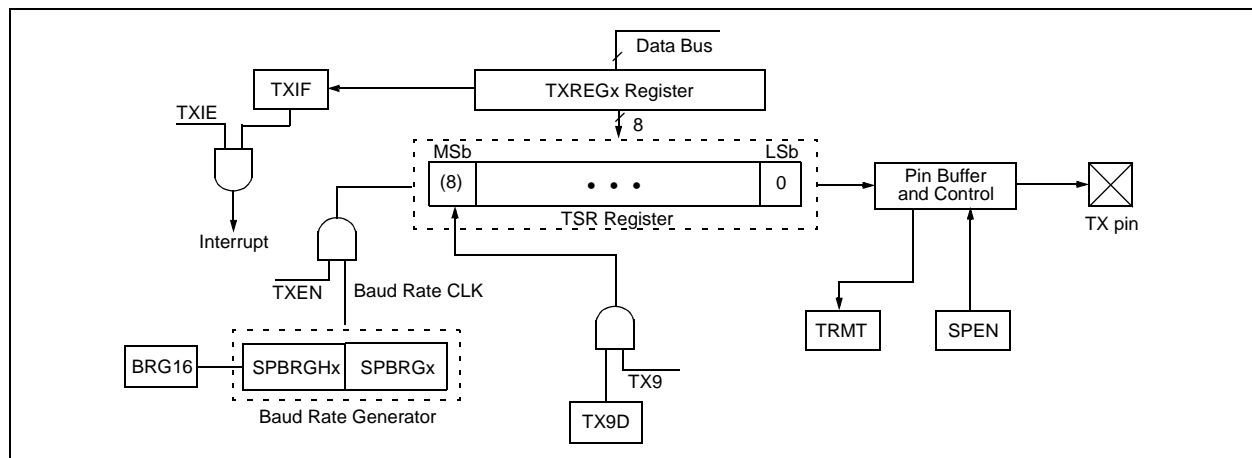 Data Bus
TXIF
TXREGx Register
TXIE
8
MSb
LSb
(8)
• • •
0
Pin Buffer
and Control
TSR Register
TX pin
Interrupt
TXEN
Baud Rate CLK
TRMT
SPEN
BRG16
SPBRGHx
SPBRGx
TX9
Baud Rate Generator
TX9D